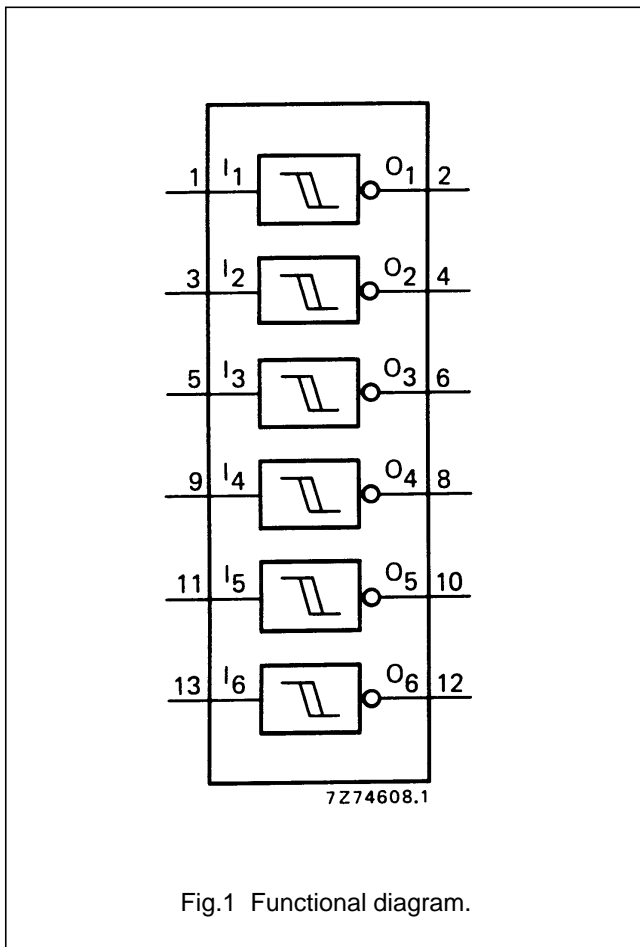 1 I1 O1 2
3 I2 O2 4
5 I3 O3 6
9 I4 O4 8
11 I5 O5 10
13 I6 O6 12
7Z74608.1
Fig.1 Functional diagram.